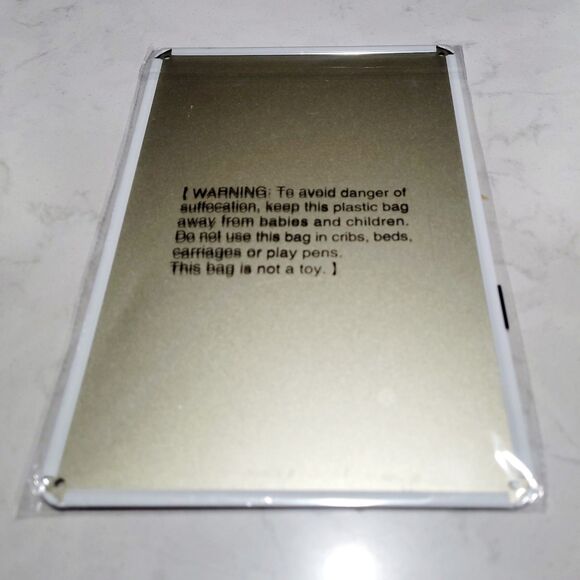 【 WARNING: To avoid danger of
suffocation, keep this plastic bag
away from babies and children.
Do not use this bag in cribs, beds,
carriages or play pens.
This bag is not a toy. 】